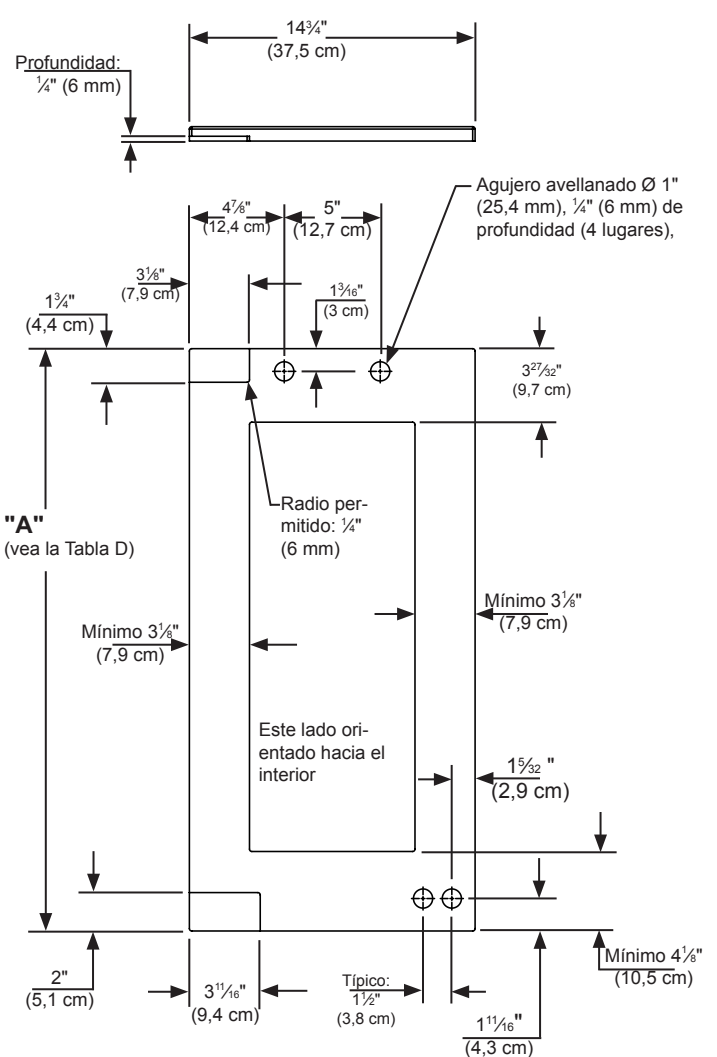 14¾"
(37,5 cm)
Profundidad:
¼" (6 mm)
Agujero avellanado Ø 1"
(25,4 mm), ¼" (6 mm) de
profundidad (4 lugares),
4⅞"
(12,4 cm)
5"
(12,7 cm)
3⅛"
(7,9 cm)
1³⁄₁₆"
(3 cm)
1¾"
(4,4 cm)
3²⁷⁄₃₂"
(9,7 cm)
Radio per-
mitido: ¼"
(6 mm)
"A"
(vea la Tabla D)
Mínimo 3⅛"
(7,9 cm)
Mínimo 3⅛"
(7,9 cm)
Este lado ori-
entado hacia el
interior
1⁵⁄₃₂ "
(2,9 cm)
Mínimo 4⅛"
(10,5 cm)
2"
(5,1 cm)
3¹¹⁄₁₆"
(9,4 cm)
Típico:
1½"
(3,8 cm)
1¹¹⁄₁₆"
(4,3 cm)